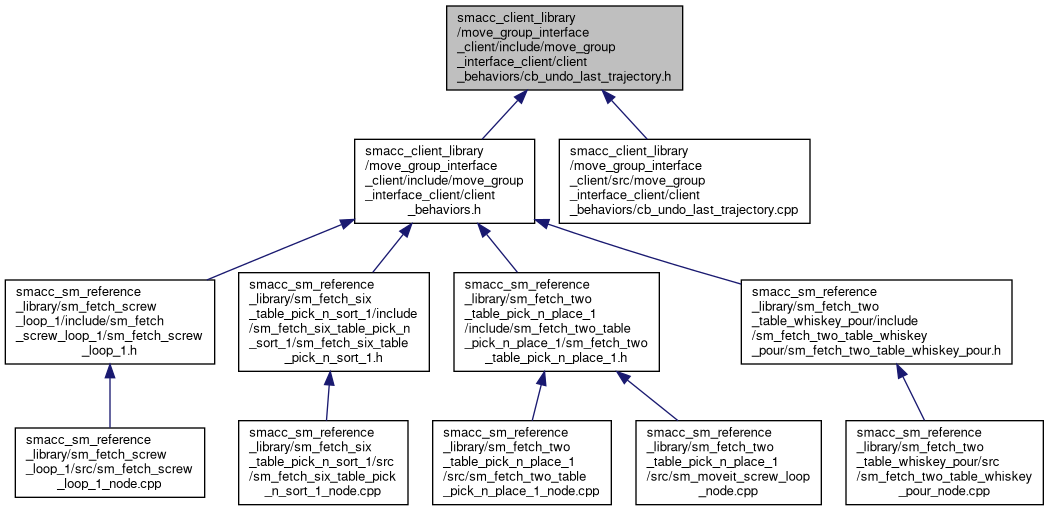 smacc_client_library
/move_group_interface
_client/include/move_group
_interface_client/client
_behaviors/cb_undo_last_trajectory.h
smacc_client_library
/move_group_interface
_client/include/move_group
_interface_client/client
_behaviors.h
smacc_client_library
/move_group_interface
_client/src/move_group
_interface_client/client
_behaviors/cb_undo_last_trajectory.cpp
smacc_sm_reference
_library/sm_fetch_screw
_loop_1/include/sm_fetch
_screw_loop_1/sm_fetch_screw
_loop_1.h
smacc_sm_reference
_library/sm_fetch_six
_table_pick_n_sort_1/include
/sm_fetch_six_table_pick_n
_sort_1/sm_fetch_six_table
_pick_n_sort_1.h
smacc_sm_reference
_library/sm_fetch_two
_table_pick_n_place_1
/include/sm_fetch_two_table
_pick_n_place_1/sm_fetch_two
_table_pick_n_place_1.h
smacc_sm_reference
_library/sm_fetch_two
_table_whiskey_pour/include
/sm_fetch_two_table_whiskey
_pour/sm_fetch_two_table_whiskey_pour.h
smacc_sm_reference
_library/sm_fetch_screw
_loop_1/src/sm_fetch_screw
_loop_1_node.cpp
smacc_sm_reference
_library/sm_fetch_six
_table_pick_n_sort_1/src
/sm_fetch_six_table_pick
_n_sort_1_node.cpp
smacc_sm_reference
_library/sm_fetch_two
_table_pick_n_place_1
/src/sm_fetch_two_table
_pick_n_place_1_node.cpp
smacc_sm_reference
_library/sm_fetch_two
_table_pick_n_place_1
/src/sm_moveit_screw_loop
_node.cpp
smacc_sm_reference
_library/sm_fetch_two
_table_whiskey_pour/src
/sm_fetch_two_table_whiskey
_pour_node.cpp